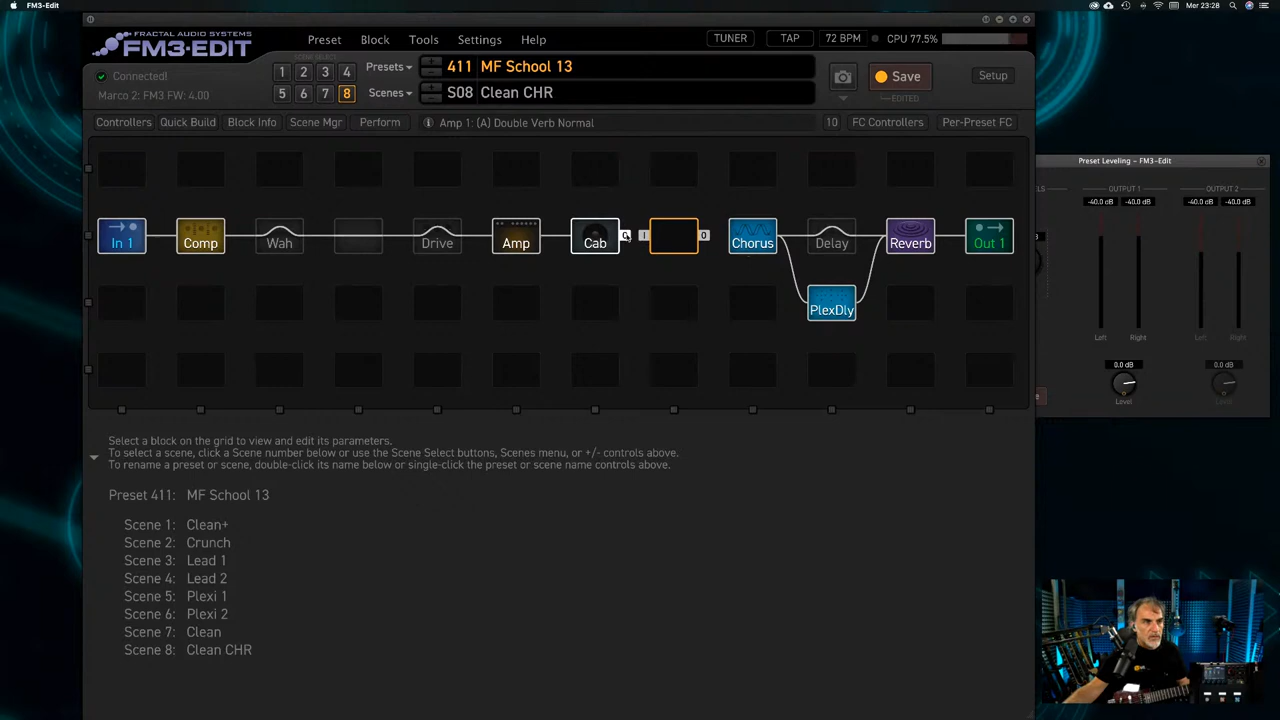 FM3-Edit
Mer 23:28
FRACTAL AUDIO SYSTEMS
FM3-EDIT
Preset
Block
Tools
Settings
Help
TUNER
TAP
72 BPM
CPU 77.5%
Connected!
Marco 2: FM3 FW: 4.00
SCENE SELECT
1 2 3 4
5 6 7 8
Presets
411 MF School 13
Scenes
S08 Clean CHR
Save
EDITED
Setup
Controllers
Quick Build
Block Info
Scene Mgr
Perform
Amp 1: (A) Double Verb Normal
10
FC Controllers
Per-Preset FC
In 1
Comp
Wah
Drive
Amp
Cab
O
I
O
Chorus
Delay
Reverb
Out 1
PlexDly
Select a block on the grid to view and edit its parameters.
To select a scene, click a Scene number below or use the Scene Select buttons, Scenes menu, or +/- controls above.
To rename a preset or scene, double-click its name below or single-click the preset or scene name controls above.
Preset 411: MF School 13
Scene 1: Clean+
Scene 2: Crunch
Scene 3: Lead 1
Scene 4: Lead 2
Scene 5: Plexi 1
Scene 6: Plexi 2
Scene 7: Clean
Scene 8: Clean CHR
Preset Leveling - FM3-Edit
OUTPUT 1
OUTPUT 2
-40.0 dB -40.0 dB
-40.0 dB -40.0 dB
Left Right
Left Right
0.0 dB
0.0 dB
Level
Level